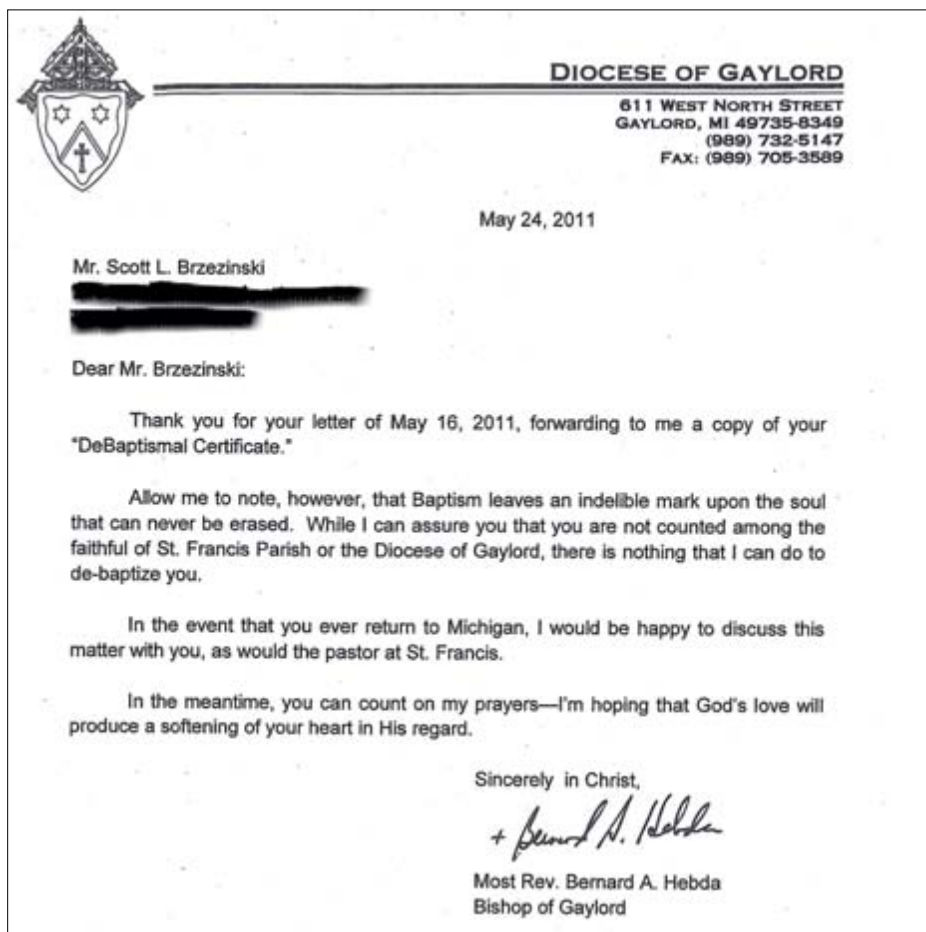 DIOCESE OF GAYLORD
611 WEST NORTH STREET
GAYLORD, MI 49735-8349
(989) 732-5147
FAX: (989) 705-3589
May 24, 2011
Mr. Scott L. Brzezinski
Dear Mr. Brzezinski:
Thank you for your letter of May 16, 2011, forwarding to me a copy of your
"DeBaptismal Certificate."
Allow me to note, however, that Baptism leaves an indelible mark upon the soul
that can never be erased. While I can assure you that you are not counted among the
faithful of St. Francis Parish or the Diocese of Gaylord, there is nothing that I can do to
de-baptize you.
In the event that you ever return to Michigan, I would be happy to discuss this
matter with you, as would the pastor at St. Francis.
In the meantime, you can count on my prayers—I'm hoping that God's love will
produce a softening of your heart in His regard.
Sincerely in Christ,
+ Bernard A. Hebda
Most Rev. Bernard A. Hebda
Bishop of Gaylord